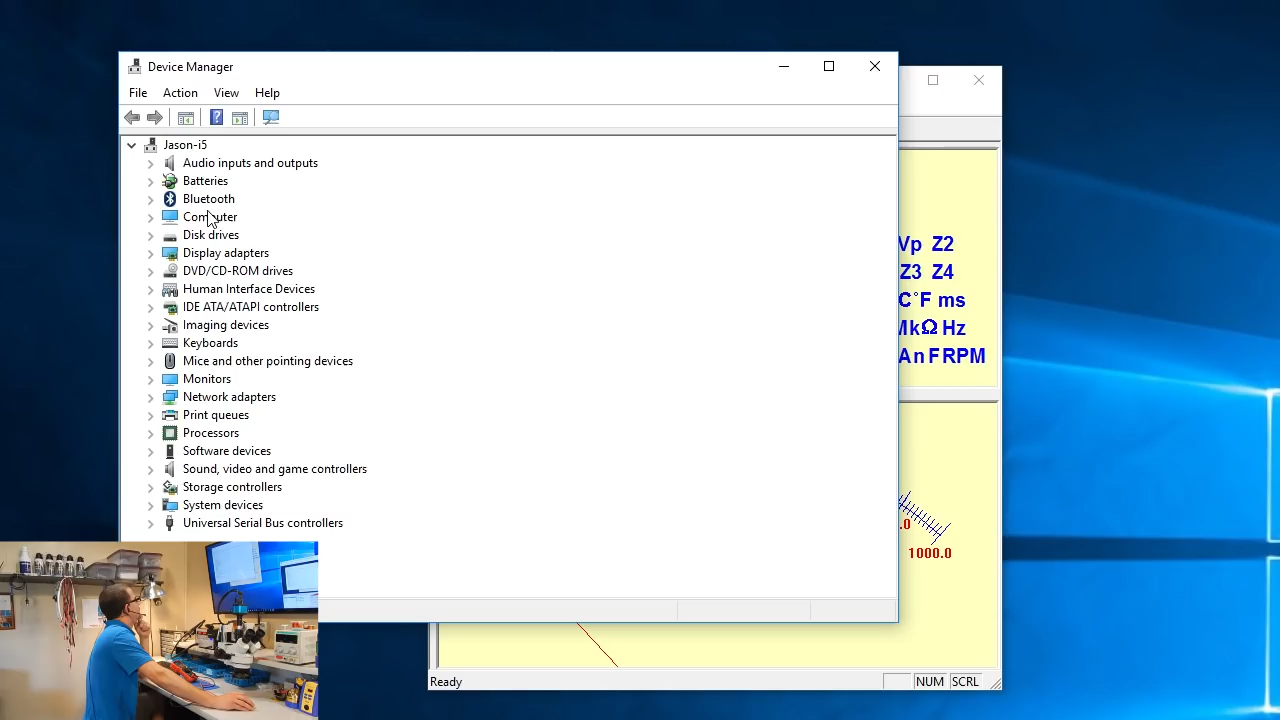 Device Manager
File Action View Help
Jason-i5
Audio inputs and outputs
Batteries
Bluetooth
Computer
Disk drives
Display adapters
DVD/CD-ROM drives
Human Interface Devices
IDE ATA/ATAPI controllers
Imaging devices
Keyboards
Mice and other pointing devices
Monitors
Network adapters
Print queues
Processors
Software devices
Sound, video and game controllers
Storage controllers
System devices
Universal Serial Bus controllers
Vp Z2
Z3 Z4
C°F ms
MkΩ Hz
An FRPM
.0
1000.0
Ready NUM SCRL